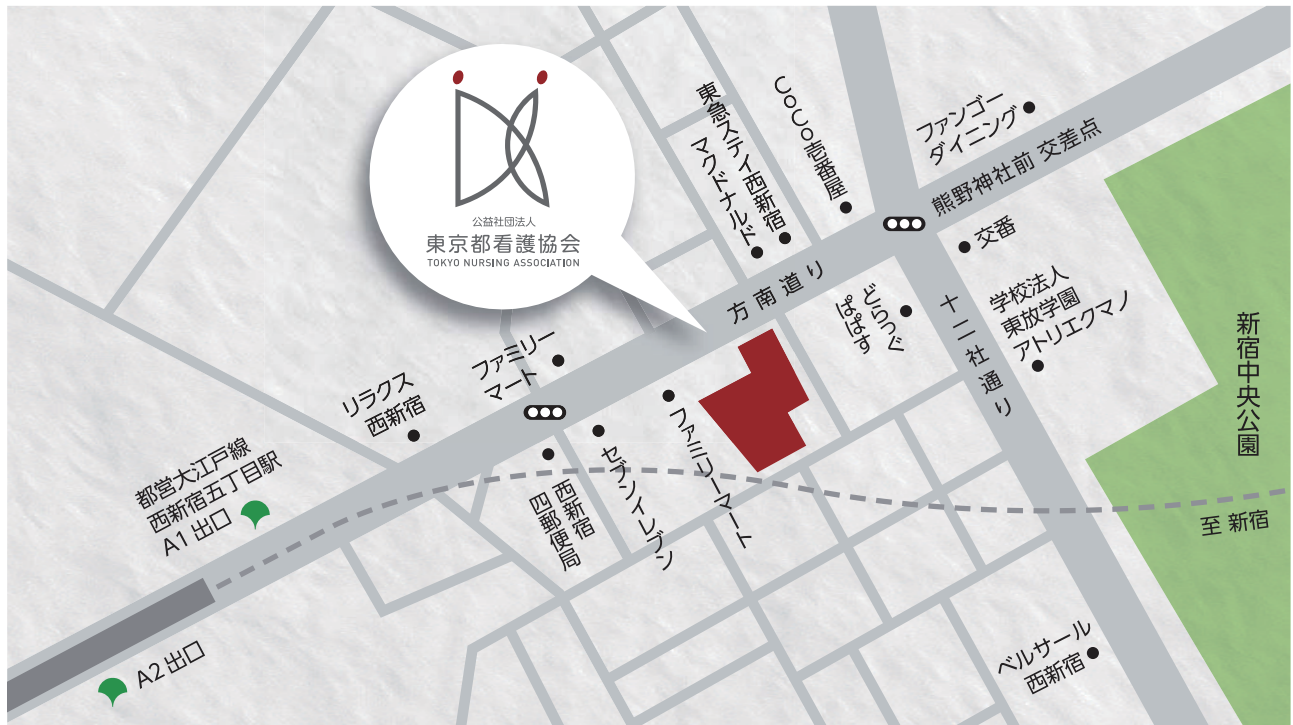 公益社団法人
東京都看護協会
TOKYO NURSING ASSOCIATION
東急ステイ西新宿
マクドナルド
CoCo壱番屋
ファンゴー
ダイニング
熊野神社前 交差点
交番
方南道り
どらっぐ
ぱぱす
十二社通り
学校法人
東放学園
アトリエクマノ
新宿中央公園
ファミリー
マート
リラクス
西新宿
都営大江戸線
西新宿五丁目駅
A1 出口
西新宿
四郵便局
セブンイレブン
ファミリーマート
至 新宿
A2 出口
ベルサール
西新宿